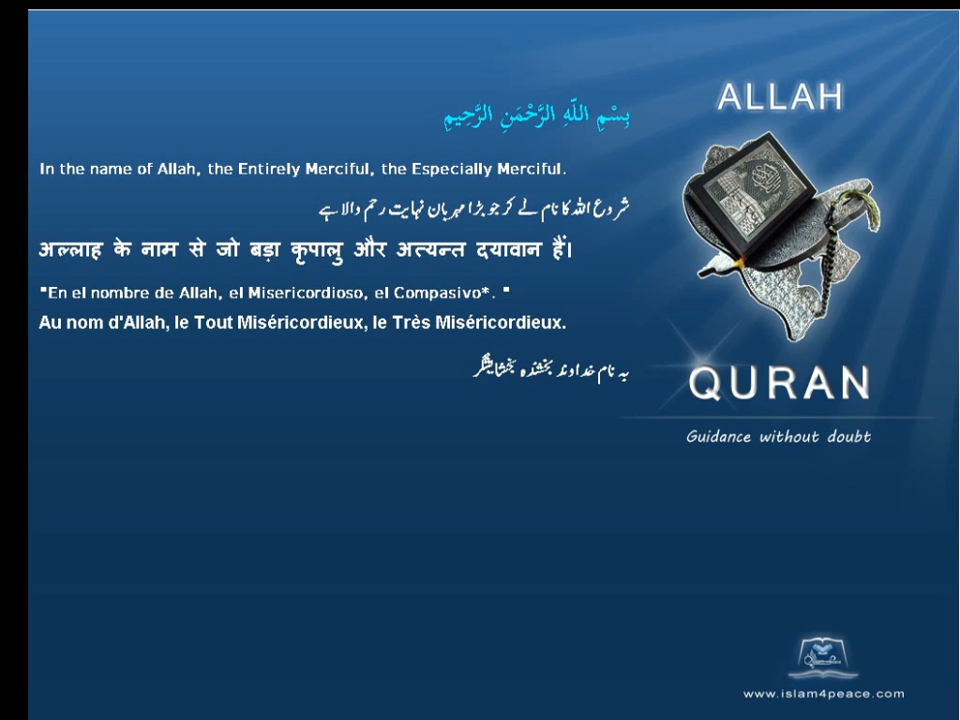 بِسْمِ اللَّهِ الرَّحْمَنِ الرَّحِيمِ
In the name of Allah, the Entirely Merciful, the Especially Merciful.
شروع الله کا نام لے کر جو بڑا مہربان نہایت رحم والا ہے
अल्लाह के नाम से जो बड़ा कृपालु और अत्यन्त दयावान हैं।
"En el nombre de Allah, el Misericordioso, el Compasivo*. "
Au nom d'Allah, le Tout Miséricordieux, le Très Miséricordieux.
به نام خداوند بخشنده بخشایشگر
ALLAH
QURAN
Guidance without doubt
www.islam4peace.com